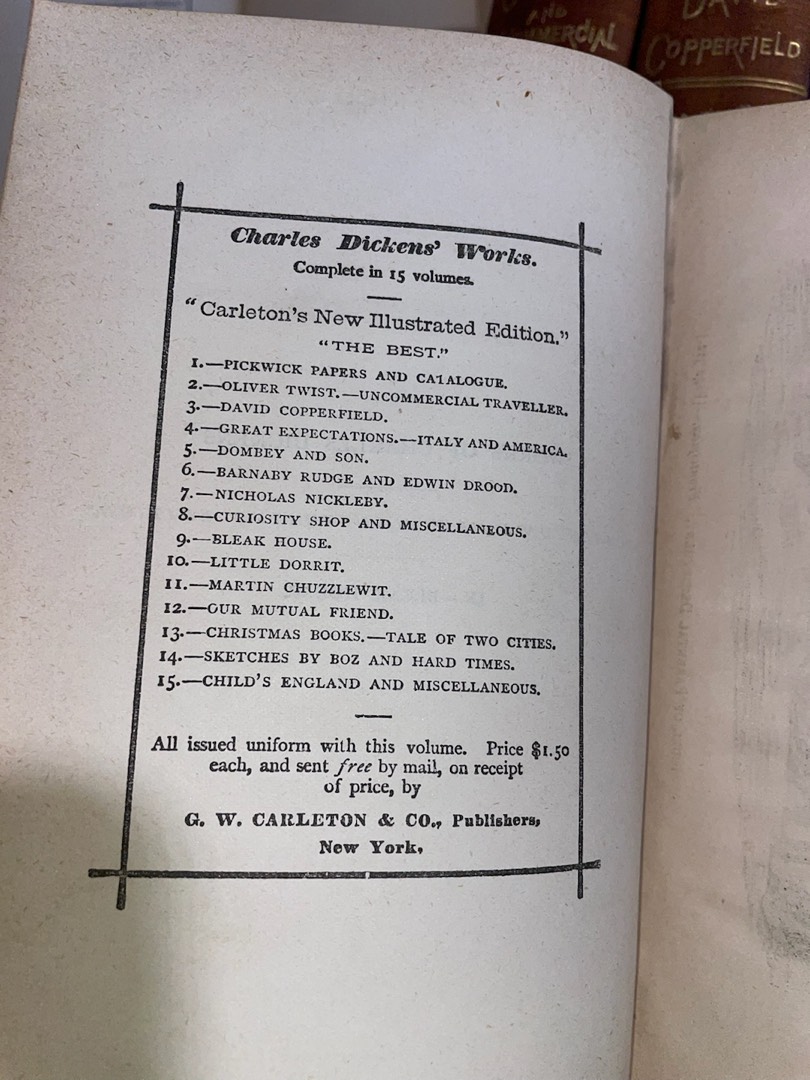 AND
COMMERCIAL
COPPERFIELD
Charles Dickens' Works.
Complete in 15 volumes.
"Carleton's New Illustrated Edition."
"THE BEST."
1.—PICKWICK PAPERS AND CATALOGUE.
2.—OLIVER TWIST.—UNCOMMERCIAL TRAVELLER.
3.—DAVID COPPERFIELD.
4.—GREAT EXPECTATIONS.—ITALY AND AMERICA.
5.—DOMBEY AND SON.
6.—BARNABY RUDGE AND EDWIN DROOD.
7.—NICHOLAS NICKLEBY.
8.—CURIOSITY SHOP AND MISCELLANEOUS.
9.—BLEAK HOUSE.
10.—LITTLE DORRIT.
11.—MARTIN CHUZZLEWIT.
12.—OUR MUTUAL FRIEND.
13.—CHRISTMAS BOOKS.—TALE OF TWO CITIES.
14.—SKETCHES BY BOZ AND HARD TIMES.
15.—CHILD'S ENGLAND AND MISCELLANEOUS.
All issued uniform with this volume. Price $1.50
each, and sent free by mail, on receipt
of price, by
G. W. CARLETON & CO., Publishers,
New York,